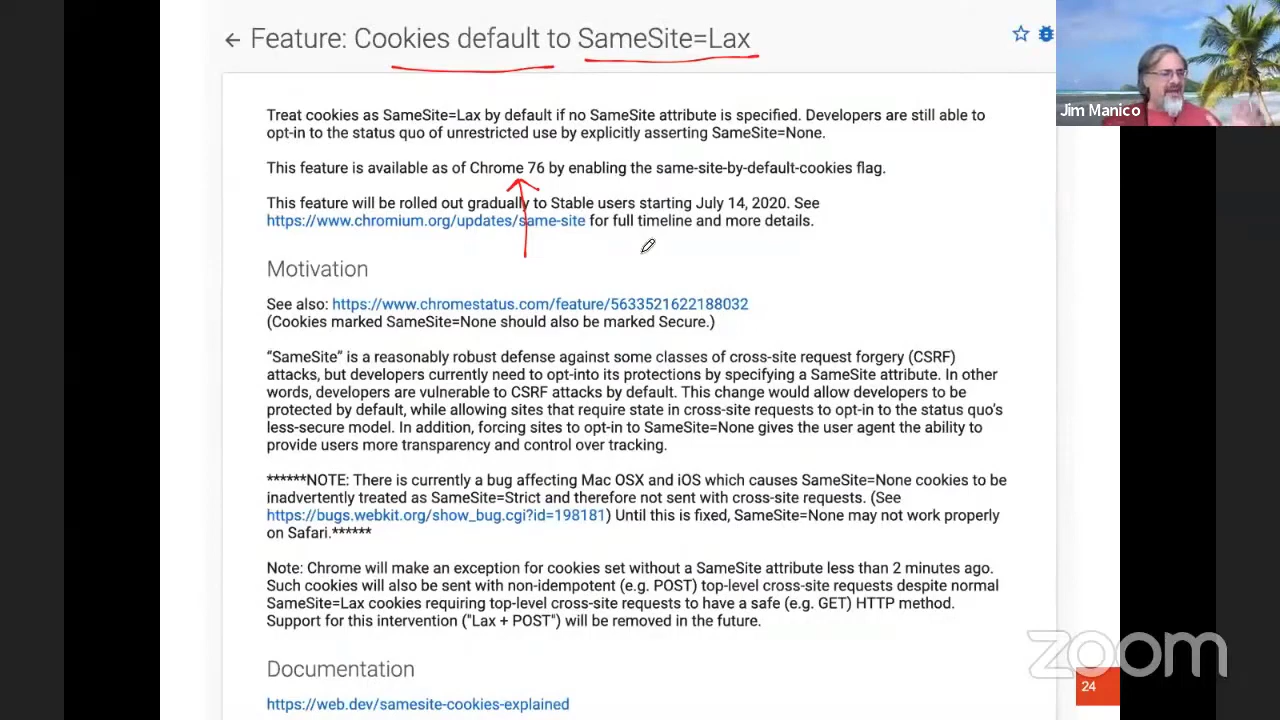 ← Feature: Cookies default to SameSite=Lax
Jim Manico
Treat cookies as SameSite=Lax by default if no SameSite attribute is specified. Developers are still able to
opt-in to the status quo of unrestricted use by explicitly asserting SameSite=None.
This feature is available as of Chrome 76 by enabling the same-site-by-default-cookies flag.
This feature will be rolled out gradually to Stable users starting July 14, 2020. See
https://www.chromium.org/updates/same-site for full timeline and more details.
Motivation
See also: https://www.chromestatus.com/feature/5633521622188032
(Cookies marked SameSite=None should also be marked Secure.)
“SameSite” is a reasonably robust defense against some classes of cross-site request forgery (CSRF)
attacks, but developers currently need to opt-into its protections by specifying a SameSite attribute. In other
words, developers are vulnerable to CSRF attacks by default. This change would allow developers to be
protected by default, while allowing sites that require state in cross-site requests to opt-in to the status quo’s
less-secure model. In addition, forcing sites to opt-in to SameSite=None gives the user agent the ability to
provide users more transparency and control over tracking.
******NOTE: There is currently a bug affecting Mac OSX and iOS which causes SameSite=None cookies to be
inadvertently treated as SameSite=Strict and therefore not sent with cross-site requests. (See
https://bugs.webkit.org/show_bug.cgi?id=198181) Until this is fixed, SameSite=None may not work properly
on Safari.******
Note: Chrome will make an exception for cookies set without a SameSite attribute less than 2 minutes ago.
Such cookies will also be sent with non-idempotent (e.g. POST) top-level cross-site requests despite normal
SameSite=Lax cookies requiring top-level cross-site requests to have a safe (e.g. GET) HTTP method.
Support for this intervention ("Lax + POST") will be removed in the future.
zoom
24
Documentation
https://web.dev/samesite-cookies-explained